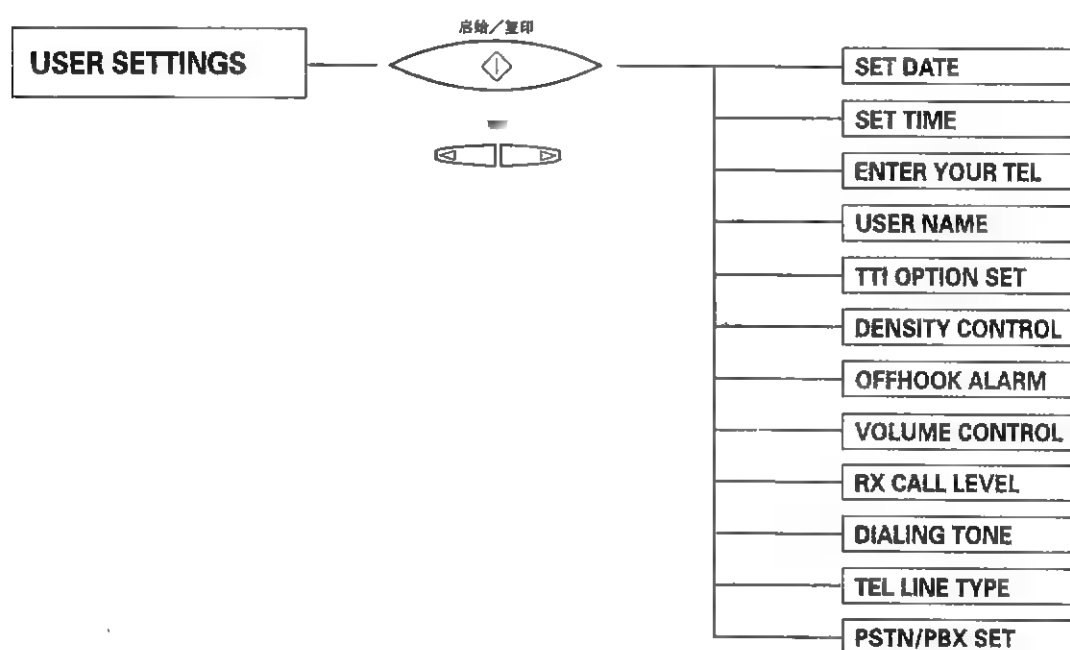 USER SETTINGS
启始/复印
SET DATE
SET TIME
ENTER YOUR TEL
USER NAME
TTI OPTION SET
DENSITY CONTROL
OFFHOOK ALARM
VOLUME CONTROL
RX CALL LEVEL
DIALING TONE
TEL LINE TYPE
PSTN/PBX SET